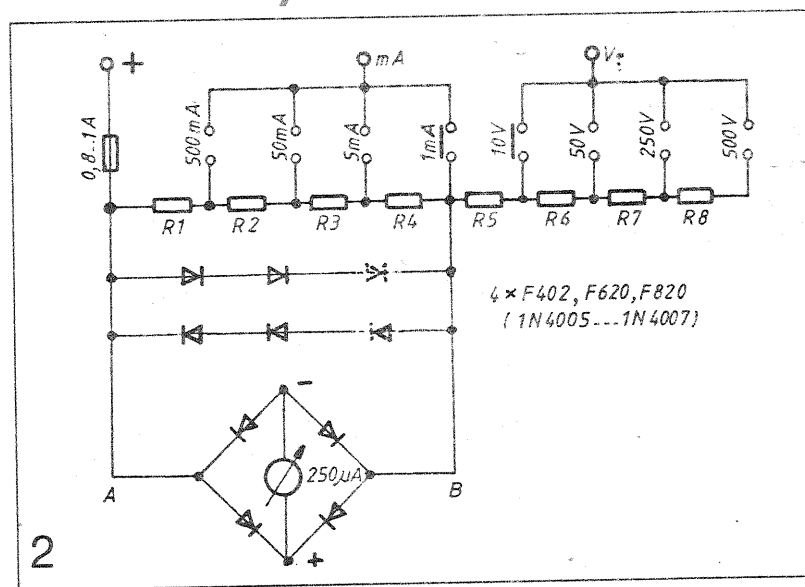 +
mA
V
0,8..1A
500mA
50mA
5mA
1mA
10V
50V
250V
500V
R1
R2
R3
R4
R5
R6
R7
R8
4×F402, F620, F820
(1N4005...1N4007)
-
250µA
A
B
+
2